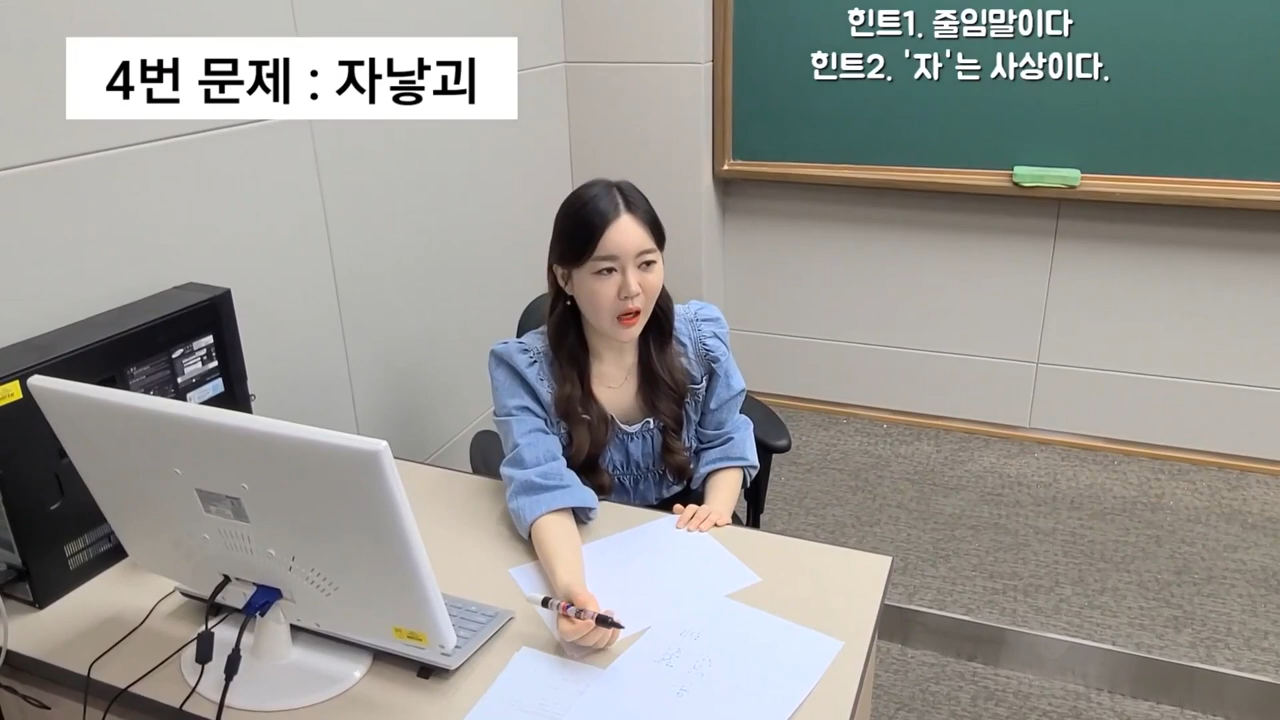 4번 문제 : 자낳괴
힌트1. 줄임말이다
힌트2. '자'는 사상이다.